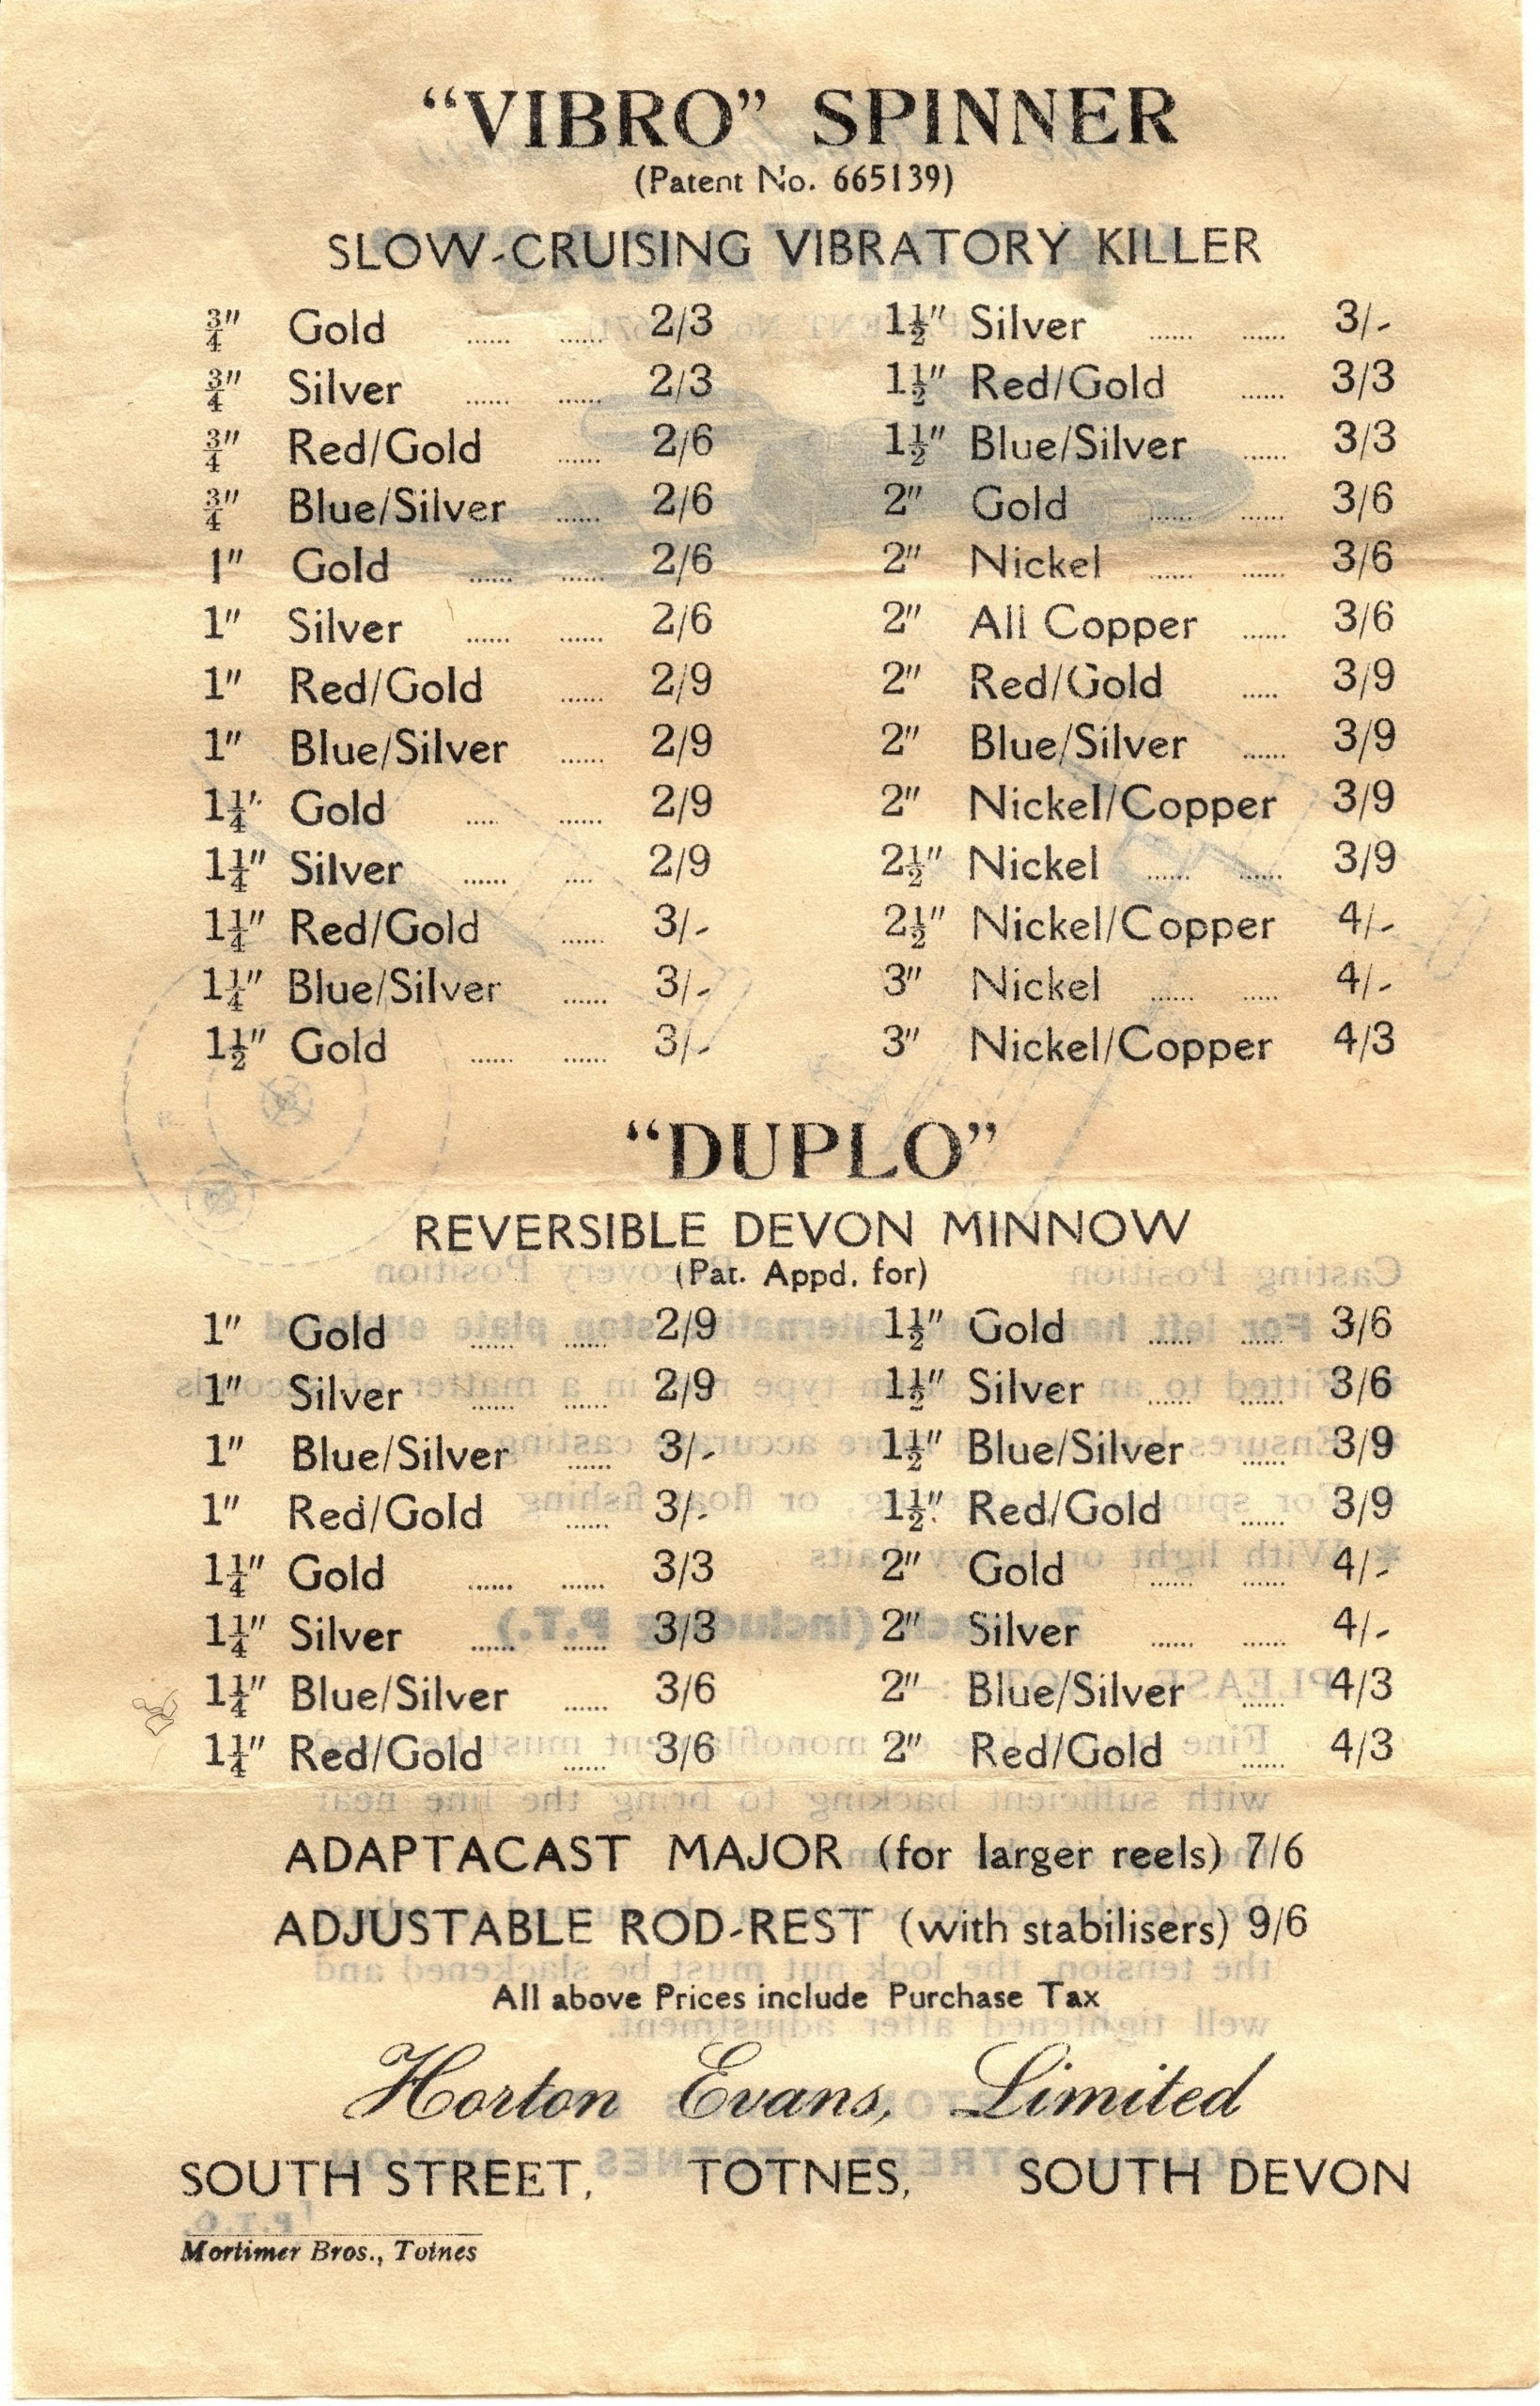 “VIBRO” SPINNER
(Patent No. 665139)
SLOW-CRUISING VIBRATORY KILLER
¾″ Gold ...... ...... 2/3
¾″ Silver ...... ...... 2/3
¾″ Red/Gold ...... 2/6
¾″ Blue/Silver ...... 2/6
1″ Gold ...... ...... 2/6
1″ Silver ...... ...... 2/6
1″ Red/Gold ...... 2/9
1″ Blue/Silver ...... 2/9
1¼″ Gold ..... ...... 2/9
1¼″ Silver ...... .... 2/9
1¼″ Red/Gold ...... 3/-
1¼″ Blue/Silver ...... 3/-
1½″ Gold ...... ...... 3/-
1½″ Silver ...... ...... 3/-
1½″ Red/Gold ...... 3/3
1½″ Blue/Silver ...... 3/3
2″ Gold ...... ...... 3/6
2″ Nickel ...... ...... 3/6
2″ All Copper ...... 3/6
2″ Red/Gold ..... 3/9
2″ Blue/Silver ...... 3/9
2″ Nickel/Copper 3/9
2½″ Nickel ...... ...... 3/9
2½″ Nickel/Copper 4/-
3″ Nickel ...... ..... 4/-
3″ Nickel/Copper 4/3
“DUPLO”
REVERSIBLE DEVON MINNOW
(Pat. Appd. for)
1″ Gold ...... ...... 2/9
1″ Silver ...... ...... 2/9
1″ Blue/Silver ...... 3/-
1″ Red/Gold ...... 3/-
1¼″ Gold ...... ...... 3/3
1¼″ Silver ...... ...... 3/3
1¼″ Blue/Silver ...... 3/6
1¼″ Red/Gold ...... 3/6
1½″ Gold ...... ...... 3/6
1½″ Silver ...... ...... 3/6
1½″ Blue/Silver ...... 3/9
1½″ Red/Gold ...... 3/9
2″ Gold ...... ...... 4/-
2″ Silver ...... ...... 4/-
2″ Blue/Silver ...... 4/3
2″ Red/Gold ...... 4/3
ADAPTACAST MAJOR (for larger reels) 7/6
ADJUSTABLE ROD-REST (with stabilisers) 9/6
All above Prices include Purchase Tax
Horton Evans, Limited
SOUTH STREET, TOTNES, SOUTH DEVON
Mortimer Bros., Totnes